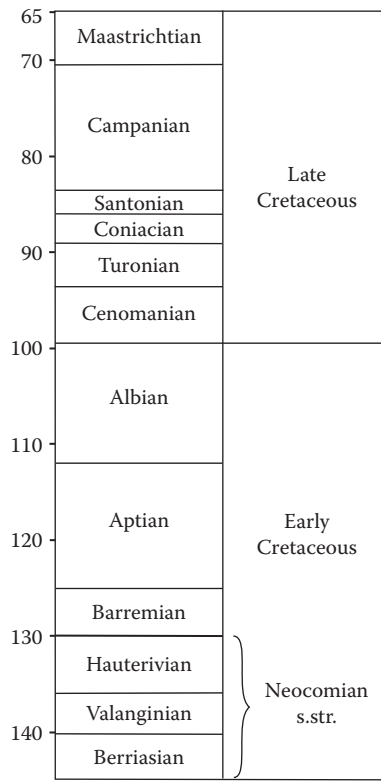 65
Maastrichtian
70
Campanian
80
Santonian
Late
Cretaceous
Coniacian
90
Turonian
Cenomanian
100
Albian
110
Aptian
Early
Cretaceous
120
Barremian
130
Hauterivian
Neocomian
s.str.
Valanginian
140
Berriasian